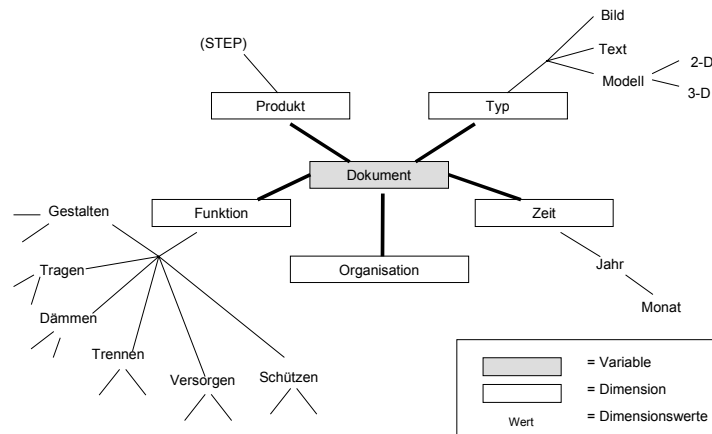 Bild
(STEP)
Text
2-D
Modell
3-D
Produkt
Typ
Dokument
Gestalten
Funktion
Zeit
Tragen
Organisation
Jahr
Dämmen
Monat
Trennen
Versorgen
Schützen
= Variable
= Dimension
Wert
= Dimensionswerte